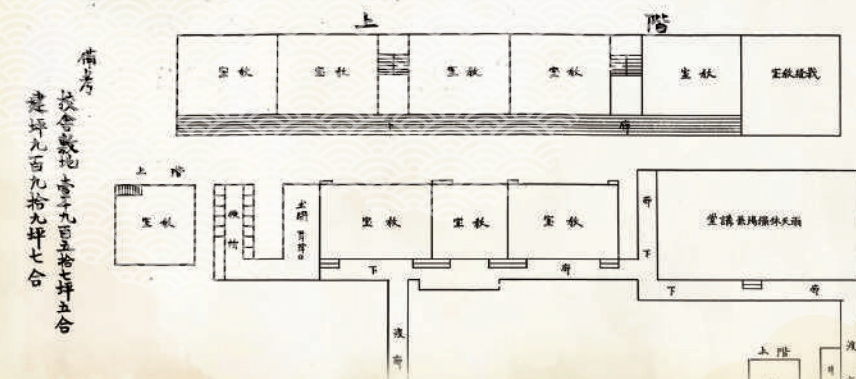 上階
室教
室教
室教
室教
室教
室教縫裁
下廊
備考
校舎敷地壹千九百五拾七坪五合
建坪九百九拾九坪七合
上階
室教
室教
室教
室教
堂講兼場操体天雨
廊下
下廊
下廊
渡廊
上階
渡